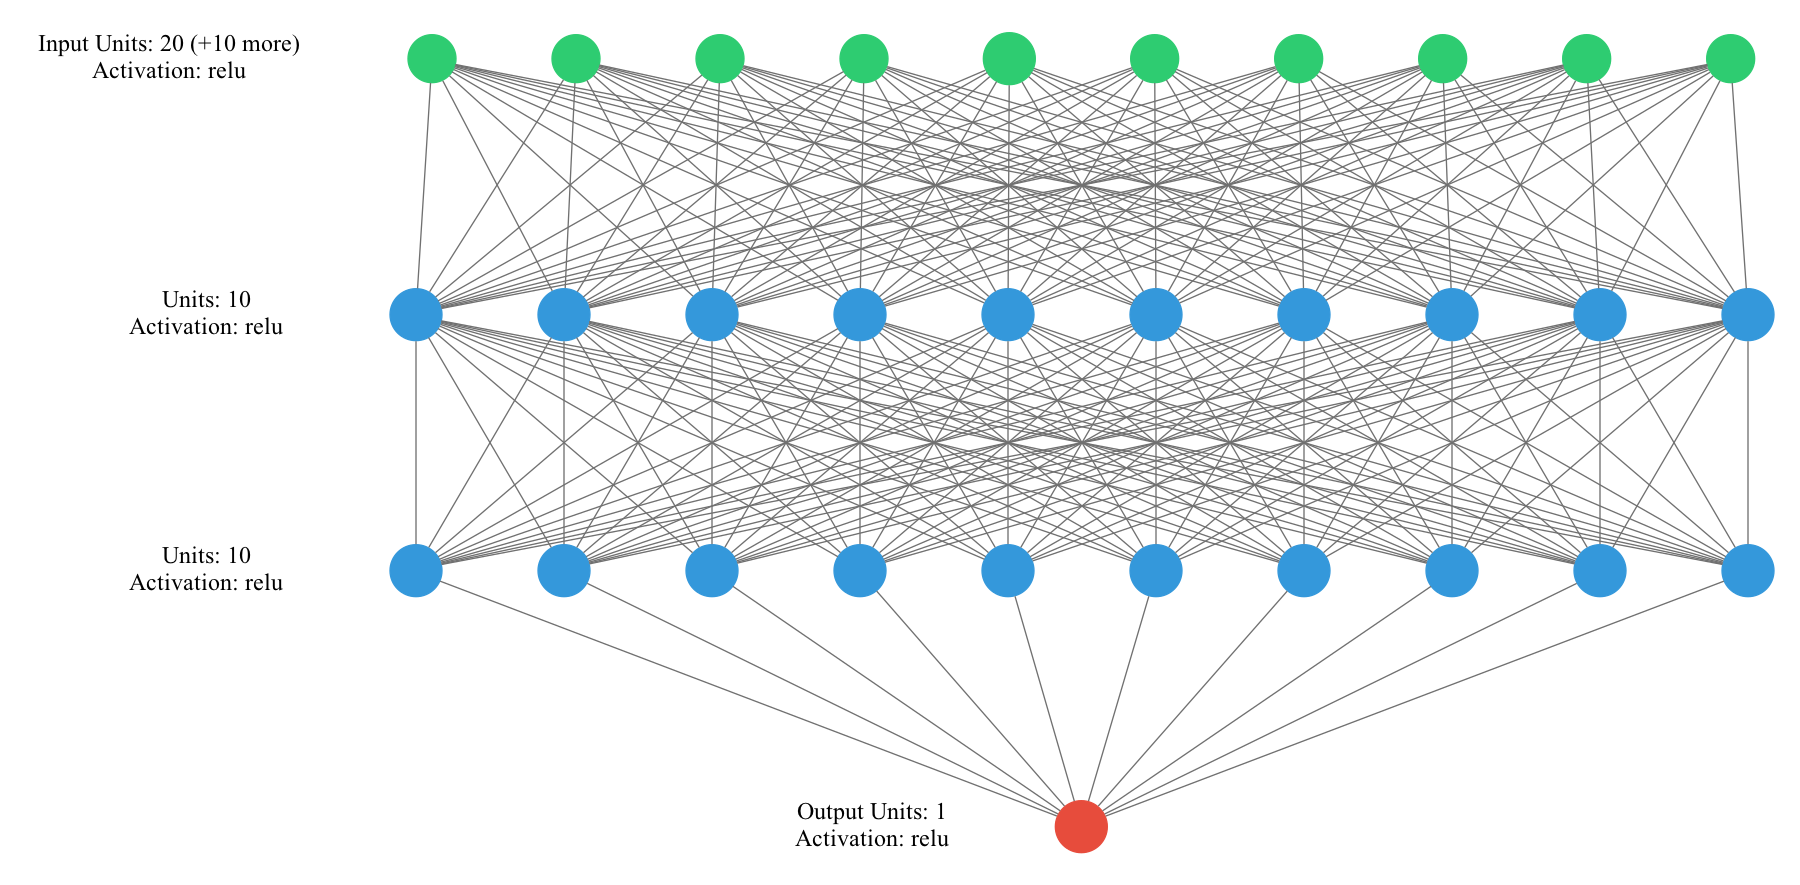 Input Units: 20 (+10 more)
Activation: relu
Units: 10
Activation: relu
Units: 10
Activation: relu
Output Units: 1
Activation: relu